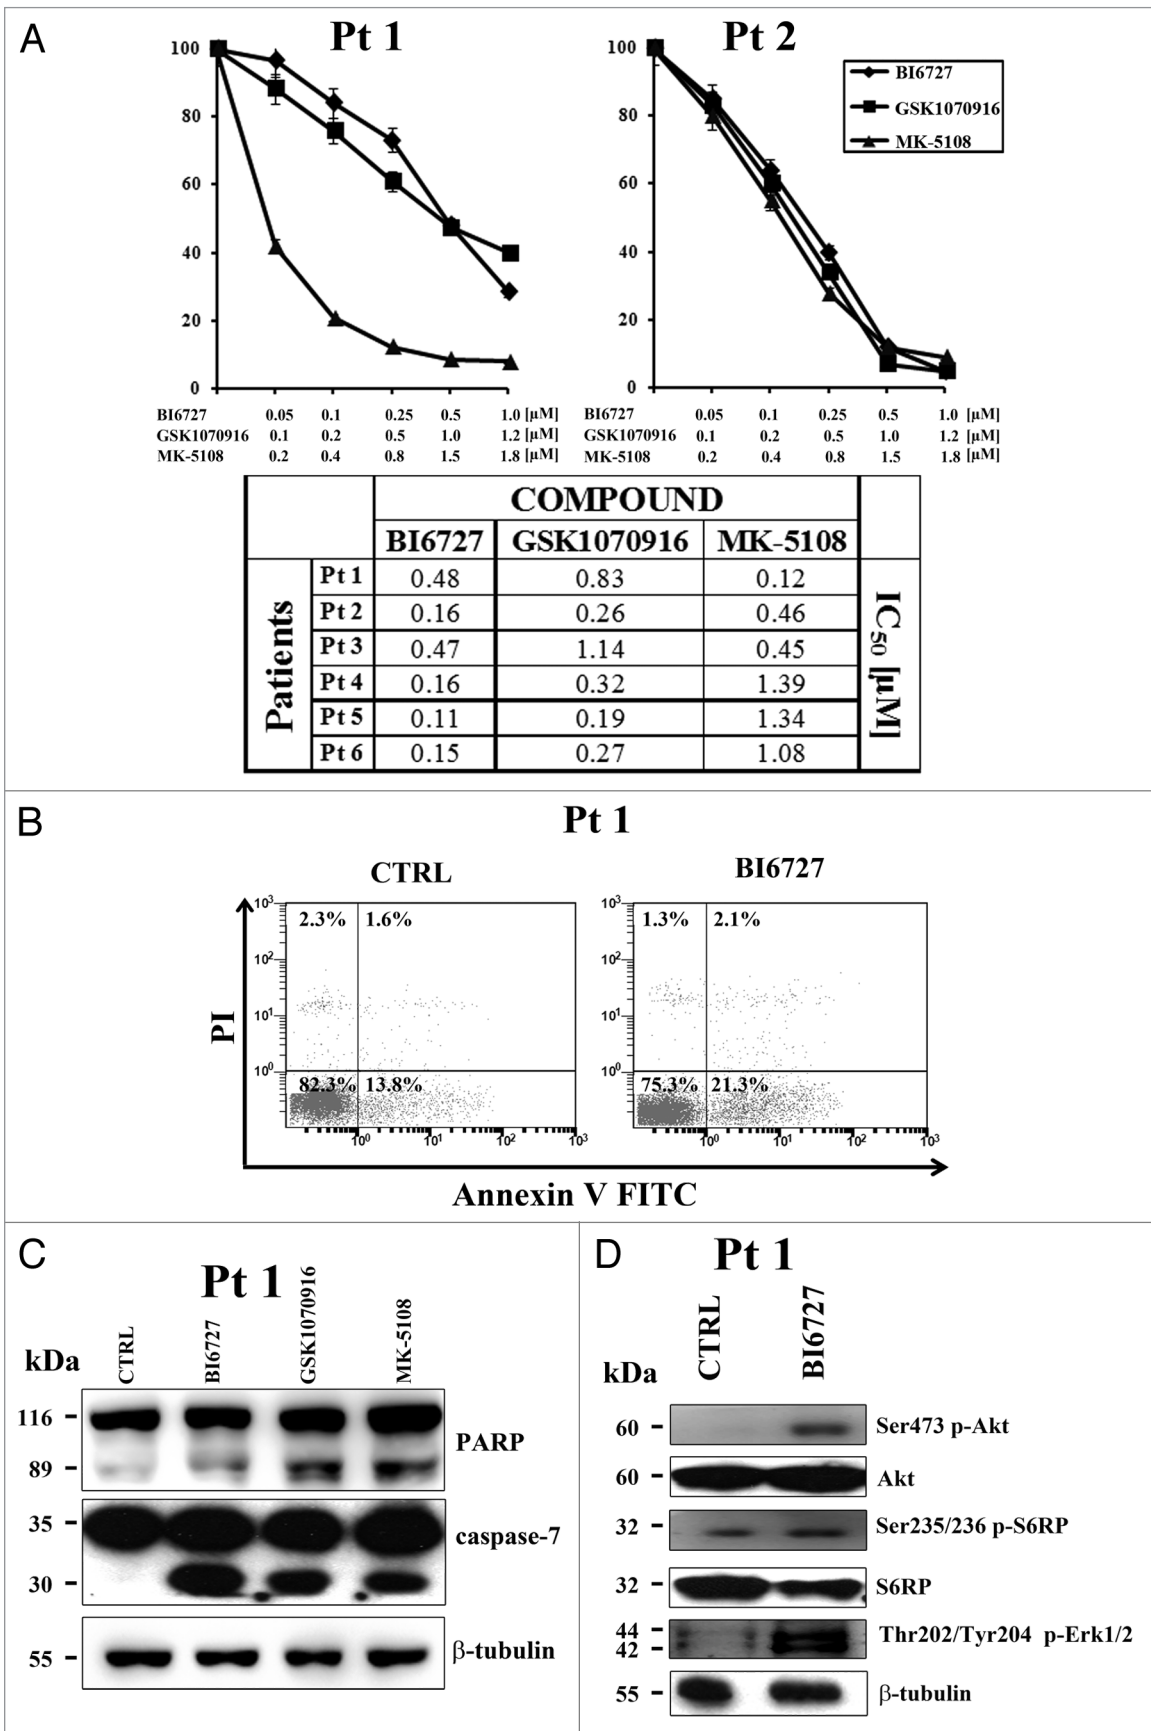 A
Pt 1
Pt 2
100
80
60
40
20
0
100
80
60
40
20
0
BI6727
GSK1070916
MK-5108
BI6727 0.05 0.1 0.25 0.5 1.0 [µM]
GSK1070916 0.1 0.2 0.5 1.0 1.2 [µM]
MK-5108 0.2 0.4 0.8 1.5 1.8 [µM]
BI6727 0.05 0.1 0.25 0.5 1.0 [µM]
GSK1070916 0.1 0.2 0.5 1.0 1.2 [µM]
MK-5108 0.2 0.4 0.8 1.5 1.8 [µM]
COMPOUND
BI6727 GSK1070916 MK-5108
Patients
Pt 1 0.48 0.83 0.12
Pt 2 0.16 0.26 0.46
Pt 3 0.47 1.14 0.45
Pt 4 0.16 0.32 1.39
Pt 5 0.11 0.19 1.34
Pt 6 0.15 0.27 1.08
IC50 [µM]
B
Pt 1
CTRL
BI6727
10³
10²
10¹
10⁰
2.3% 1.6%
82.3% 13.8%
10⁰ 10¹ 10² 10³
10³
10²
10¹
10⁰
1.3% 2.1%
75.3% 21.3%
10⁰ 10¹ 10² 10³
PI
Annexin V FITC
C
Pt 1
kDa
CTRL
BI6727
GSK1070916
MK-5108
116
89
PARP
35
30
caspase-7
55
β-tubulin
D
Pt 1
kDa
CTRL
BI6727
60 Ser473 p-Akt
60 Akt
32 Ser235/236 p-S6RP
32 S6RP
44
42
Thr202/Tyr204 p-Erk1/2
55 β-tubulin